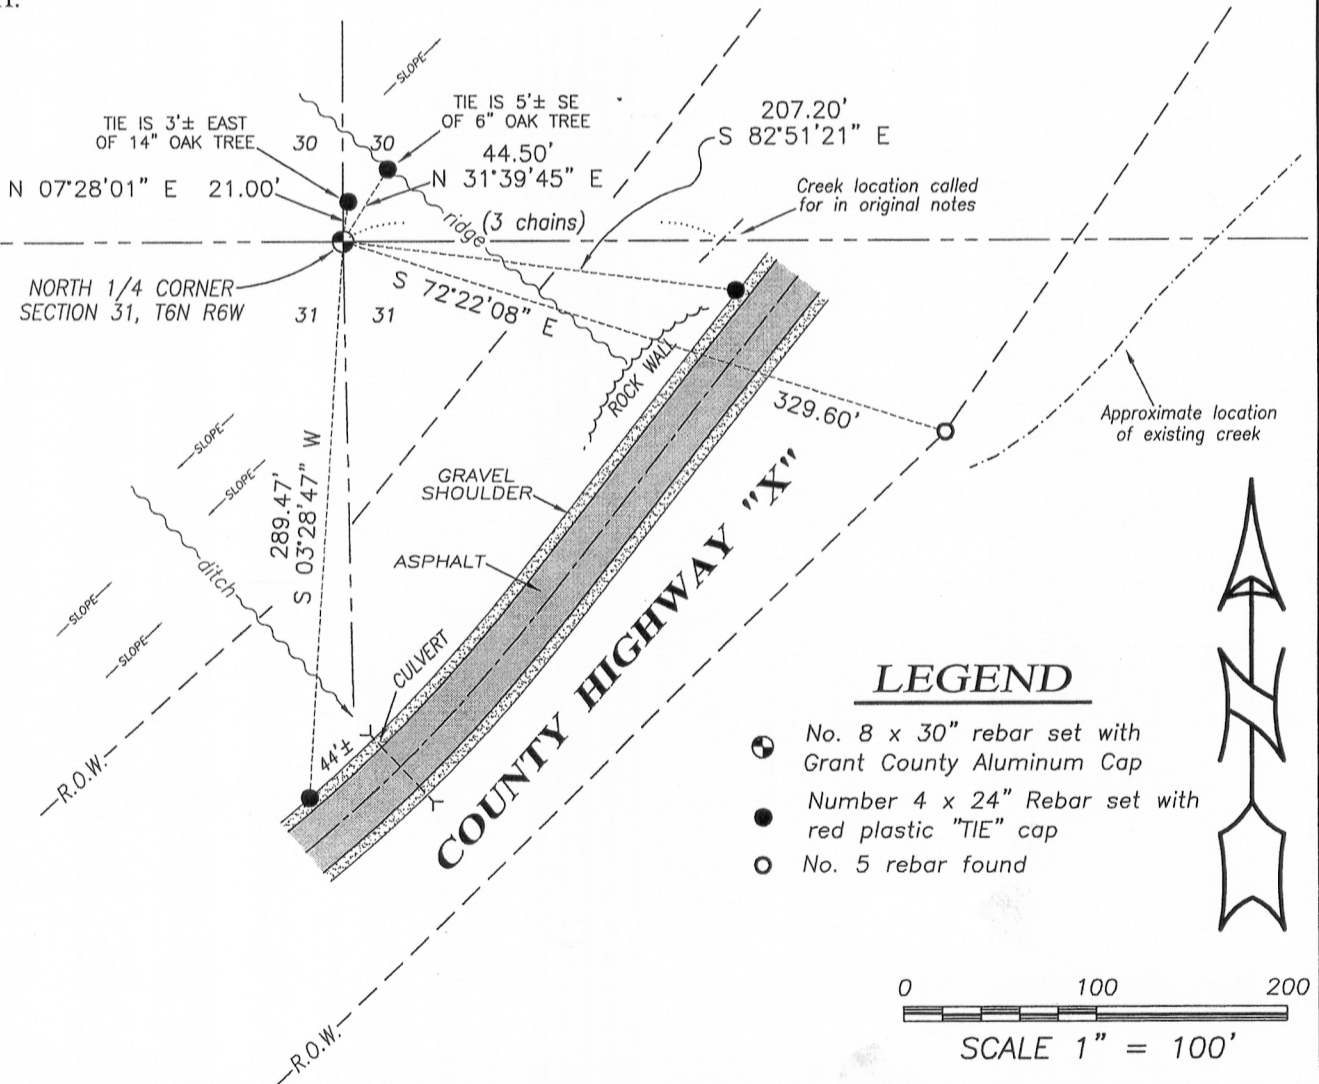 SLOPE
TIE IS 5'± SE
OF 6" OAK TREE
TIE IS 3'± EAST
OF 14" OAK TREE
30
30
207.20'
S 82°51'21" E
44.50'
N 31°39'45" E
N 07°28'01" E 21.00'
Creek location called
for in original notes
ridge
(3 chains)
NORTH 1/4 CORNER
SECTION 31, T6N R6W
31
31
S 72°22'08" E
329.60'
ROCK WALL
Approximate location
of existing creek
SLOPE
SLOPE
289.47'
S 03°28'47" W
GRAVEL
SHOULDER
ASPHALT
ditch
SLOPE
SLOPE
CULVERT
44'±
COUNTY HIGHWAY "X"
R.O.W.
R.O.W.
N
LEGEND
No. 8 x 30" rebar set with
Grant County Aluminum Cap
Number 4 x 24" Rebar set with
red plastic "TIE" cap
No. 5 rebar found
0 100 200
SCALE 1" = 100'